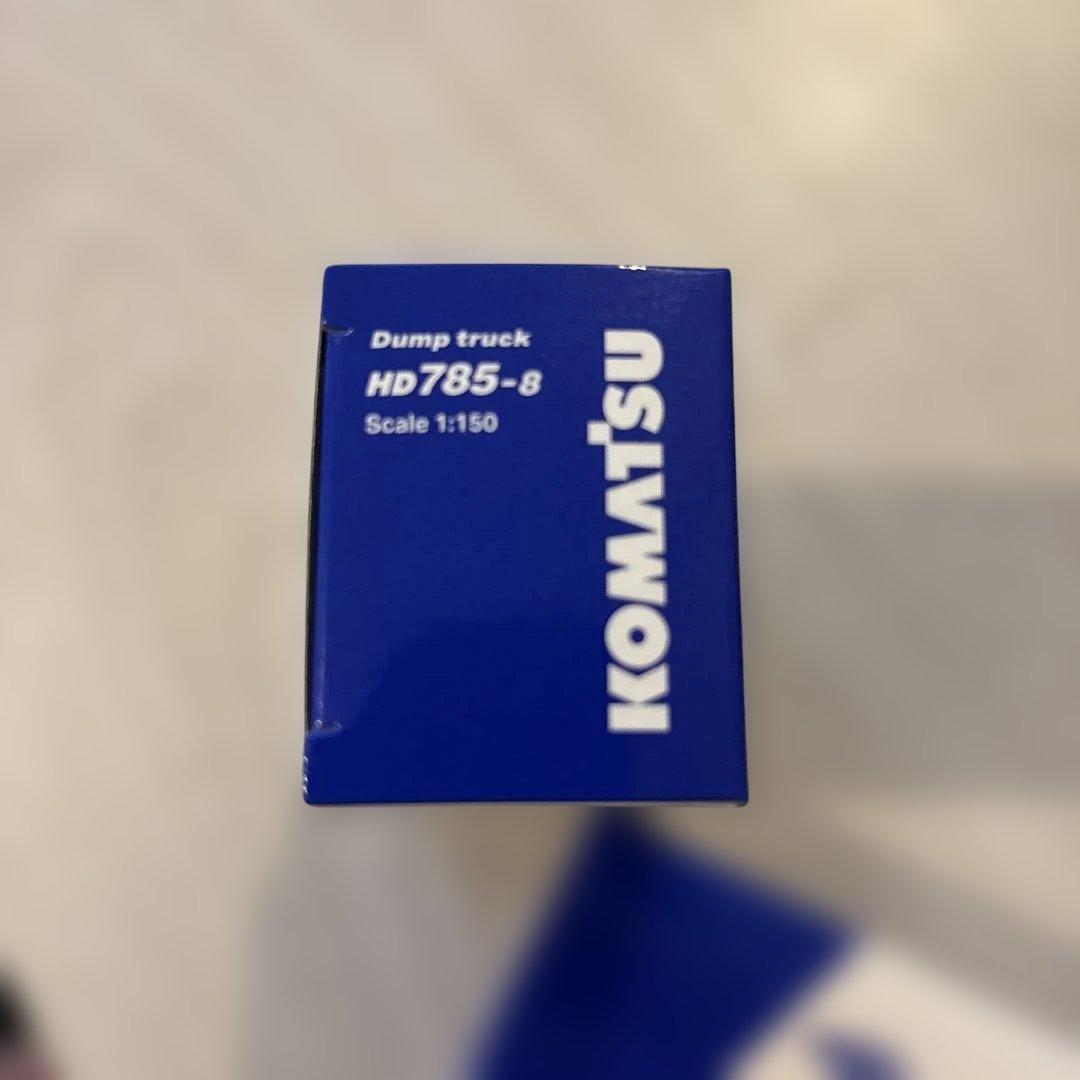 Dump truck
HD785-8
Scale 1:150
KOMATSU